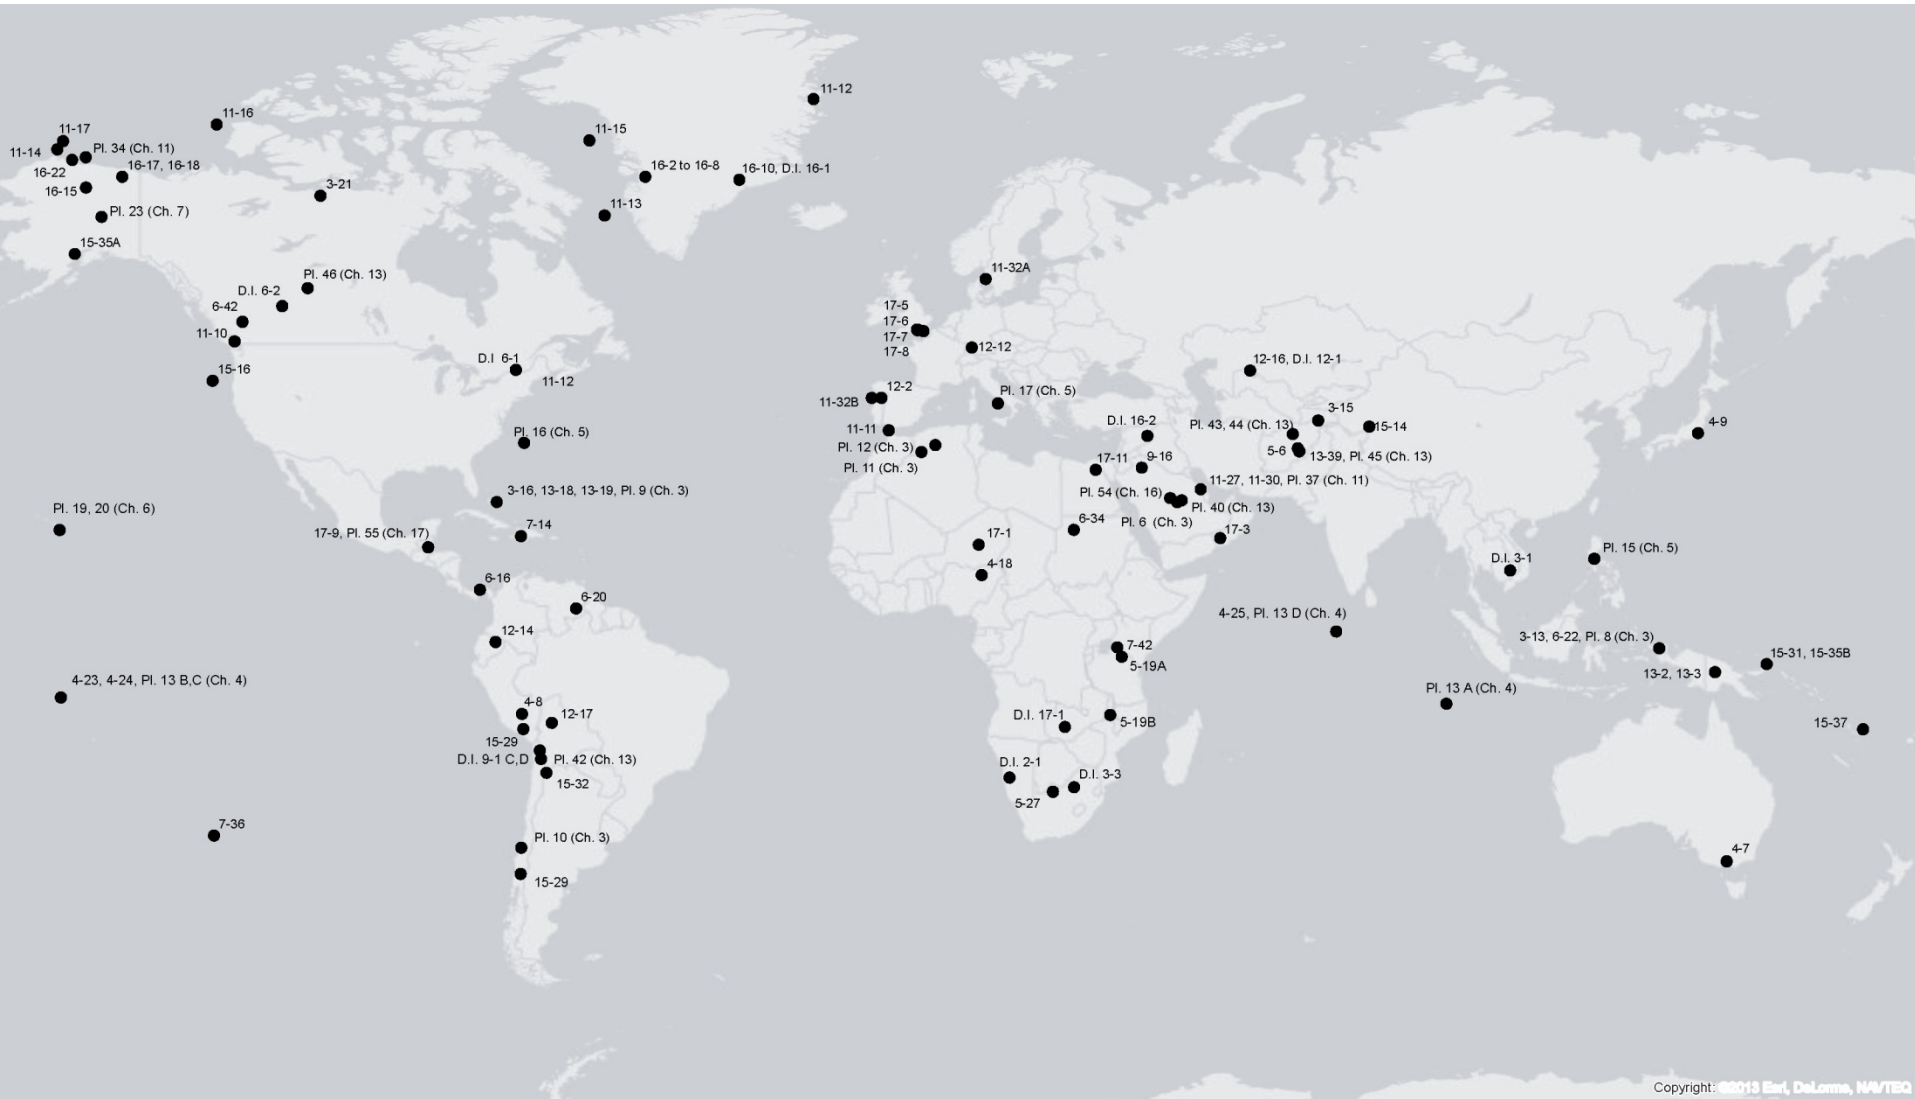 11-12
11-16
11-17
11-15
11-14
Pl. 34 (Ch. 11)
16-22
16-17, 16-18
16-2 to 16-8
16-10, D.I. 16-1
16-15
3-21
Pl. 23 (Ch. 7)
11-13
15-35A
11-32A
Pl. 46 (Ch. 13)
D.I. 6-2
6-42
17-5
17-6
17-7
17-8
11-10
12-12
D.I 6-1
12-16, D.I. 12-1
15-16
11-12
12-2
Pl. 17 (Ch. 5)
11-32B
3-15
D.I. 16-2
Pl. 43, 44 (Ch. 13)
15-14
4-9
Pl. 16 (Ch. 5)
11-11
Pl. 12 (Ch. 3)
5-6
13-39, Pl. 45 (Ch. 13)
17-11
9-16
Pl. 11 (Ch. 3)
11-27, 11-30, Pl. 37 (Ch. 11)
3-16, 13-18, 13-19, Pl. 9 (Ch. 3)
Pl. 54 (Ch. 16)
Pl. 40 (Ch. 13)
Pl. 19, 20 (Ch. 6)
Pl. 6 (Ch. 3)
7-14
6-34
17-9, Pl. 55 (Ch. 17)
17-1
17-3
Pl. 15 (Ch. 5)
D.I. 3-1
4-18
6-16
6-20
4-25, Pl. 13 D (Ch. 4)
12-14
3-13, 6-22, Pl. 8 (Ch. 3)
7-42
15-31, 15-35B
5-19A
13-2, 13-3
4-23, 4-24, Pl. 13 B,C (Ch. 4)
Pl. 13 A (Ch. 4)
4-8
12-17
D.I. 17-1
5-19B
15-37
15-29
D.I. 9-1 C,D
Pl. 42 (Ch. 13)
D.I. 2-1
D.I. 3-3
15-32
5-27
7-36
Pl. 10 (Ch. 3)
4-7
15-29
Copyright: ©2013 Esri, DeLorme, NAVTEQ